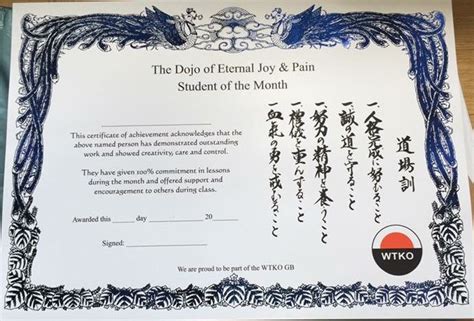 The Dojo of Eternal Joy & Pain
Student of the Month
This certificate of achievement acknowledges that the
above named person has demonstrated outstanding
work and showed creativity, care and control.
They have given 100% commitment in lessons
during the month and offered support and
encouragement to others during class.
Awarded this ______ day __________ 20____
Signed: ____________________
道場訓
一、人格完成に努むること
一、誠の道を守ること
一、努力の精神を養うこと
一、禮儀を重んずること
一、血氣の勇を戒むること
WTKO
We are proud to be part of the WTKO GB